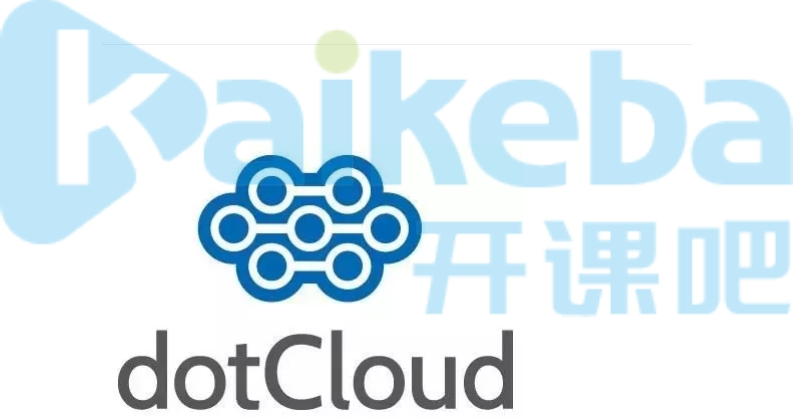 kaikeba
开课吧
dotCloud